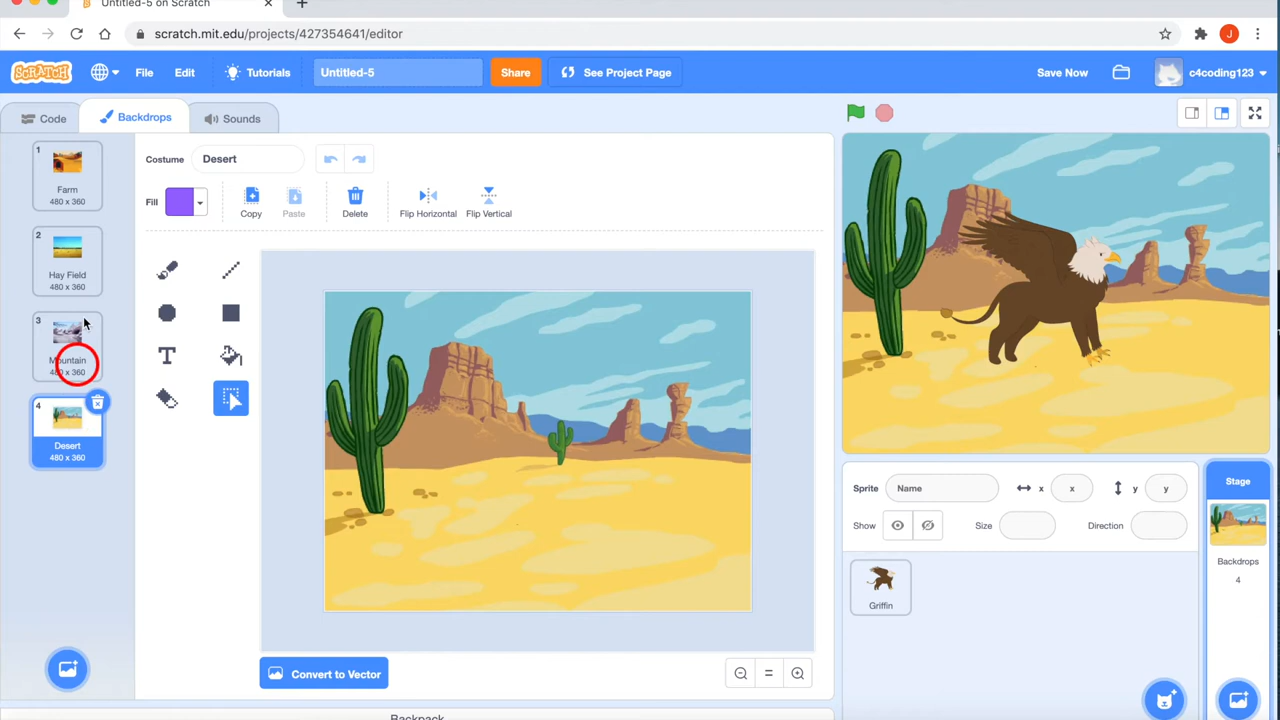 Untitled-5 on Scratch
scratch.mit.edu/projects/427354641/editor
J
SCRATCH
File
Edit
Tutorials
Untitled-5
Share
See Project Page
Save Now
c4coding123
Code
Backdrops
Sounds
1
Farm
480 x 360
2
Hay Field
480 x 360
3
Mountain
480 x 360
4
Desert
480 x 360
Costume
Desert
Fill
Copy
Paste
Delete
Flip Horizontal
Flip Vertical
T
Convert to Vector
Backpack
Sprite
Name
x
x
y
y
Show
Size
Direction
Griffin
Stage
Backdrops
4